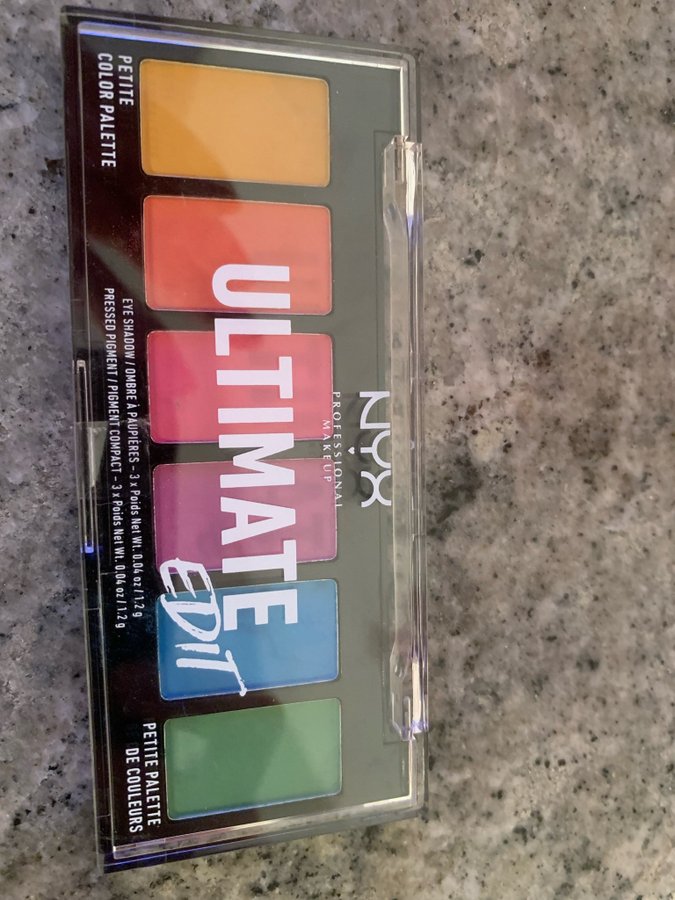 NYX
PROFESSIONAL MAKEUP
ULTIMATE
EDIT
PETITE
COLOR PALETTE
EYE SHADOW / OMBRE À PAUPIÈRES – 3 x Poids Net Wt. 0.04 oz / 1.2 g
PRESSED PIGMENT / PIGMENT COMPACT – 3 x Poids Net Wt. 0.04 oz / 1.2 g
PETITE PALETTE
DE COULEURS